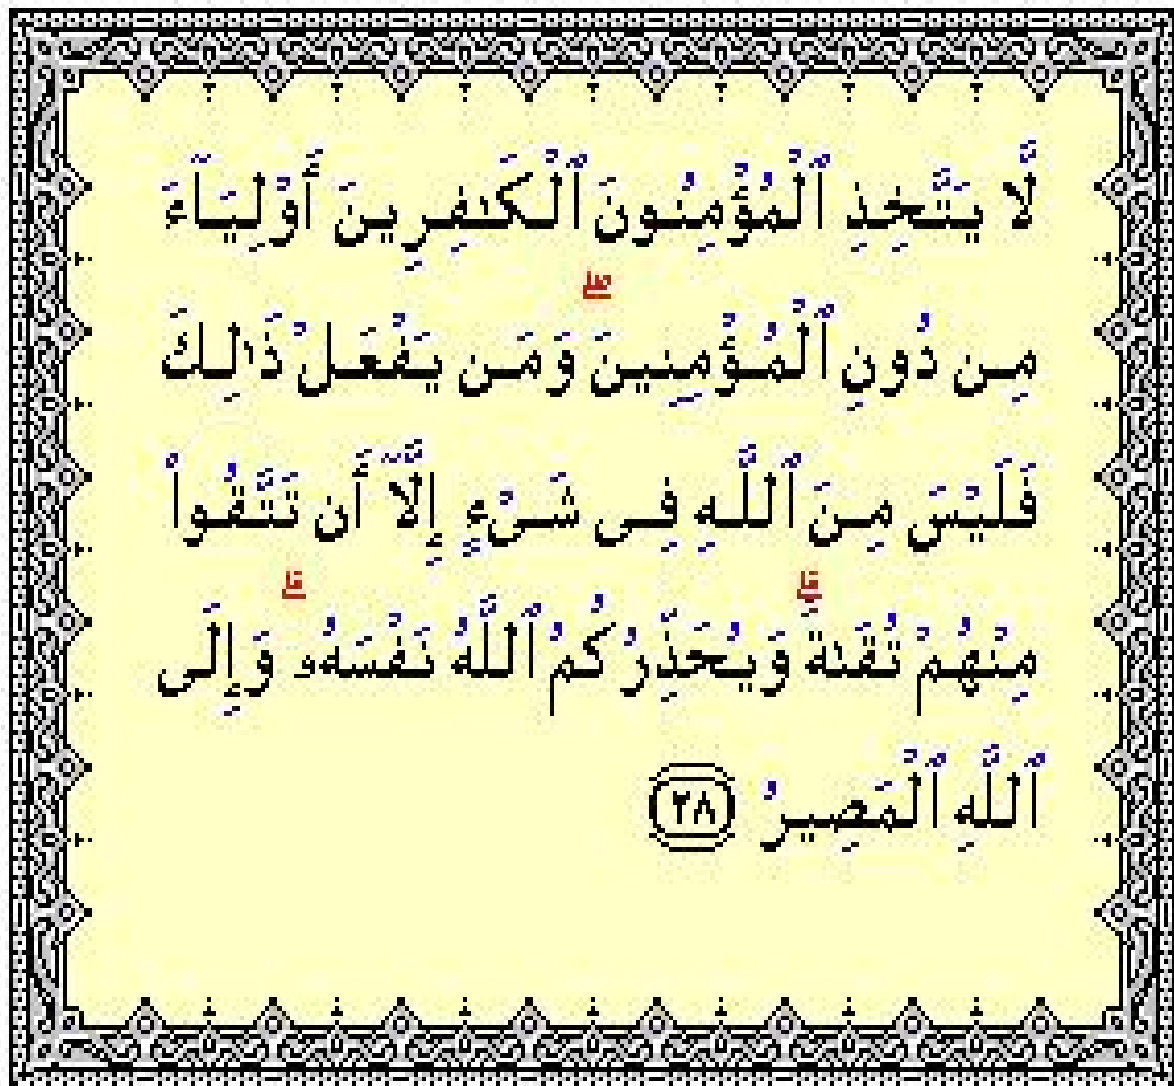 لَّا يَتَّخِذِ ٱلْمُؤْمِنُونَ ٱلْكَـٰفِرِينَ أَوْلِيَآءَ
مِن دُونِ ٱلْمُؤْمِنِينَ ۖ وَمَن يَفْعَلْ ذَٰلِكَ
فَلَيْسَ مِنَ ٱللَّهِ فِى شَىْءٍ إِلَّآ أَن تَتَّقُوا۟
مِنْهُمْ تُقَىٰةً ۗ وَيُحَذِّرُكُمُ ٱللَّهُ نَفْسَهُۥ ۗ وَإِلَى
ٱللَّهِ ٱلْمَصِيرُ ٢٨